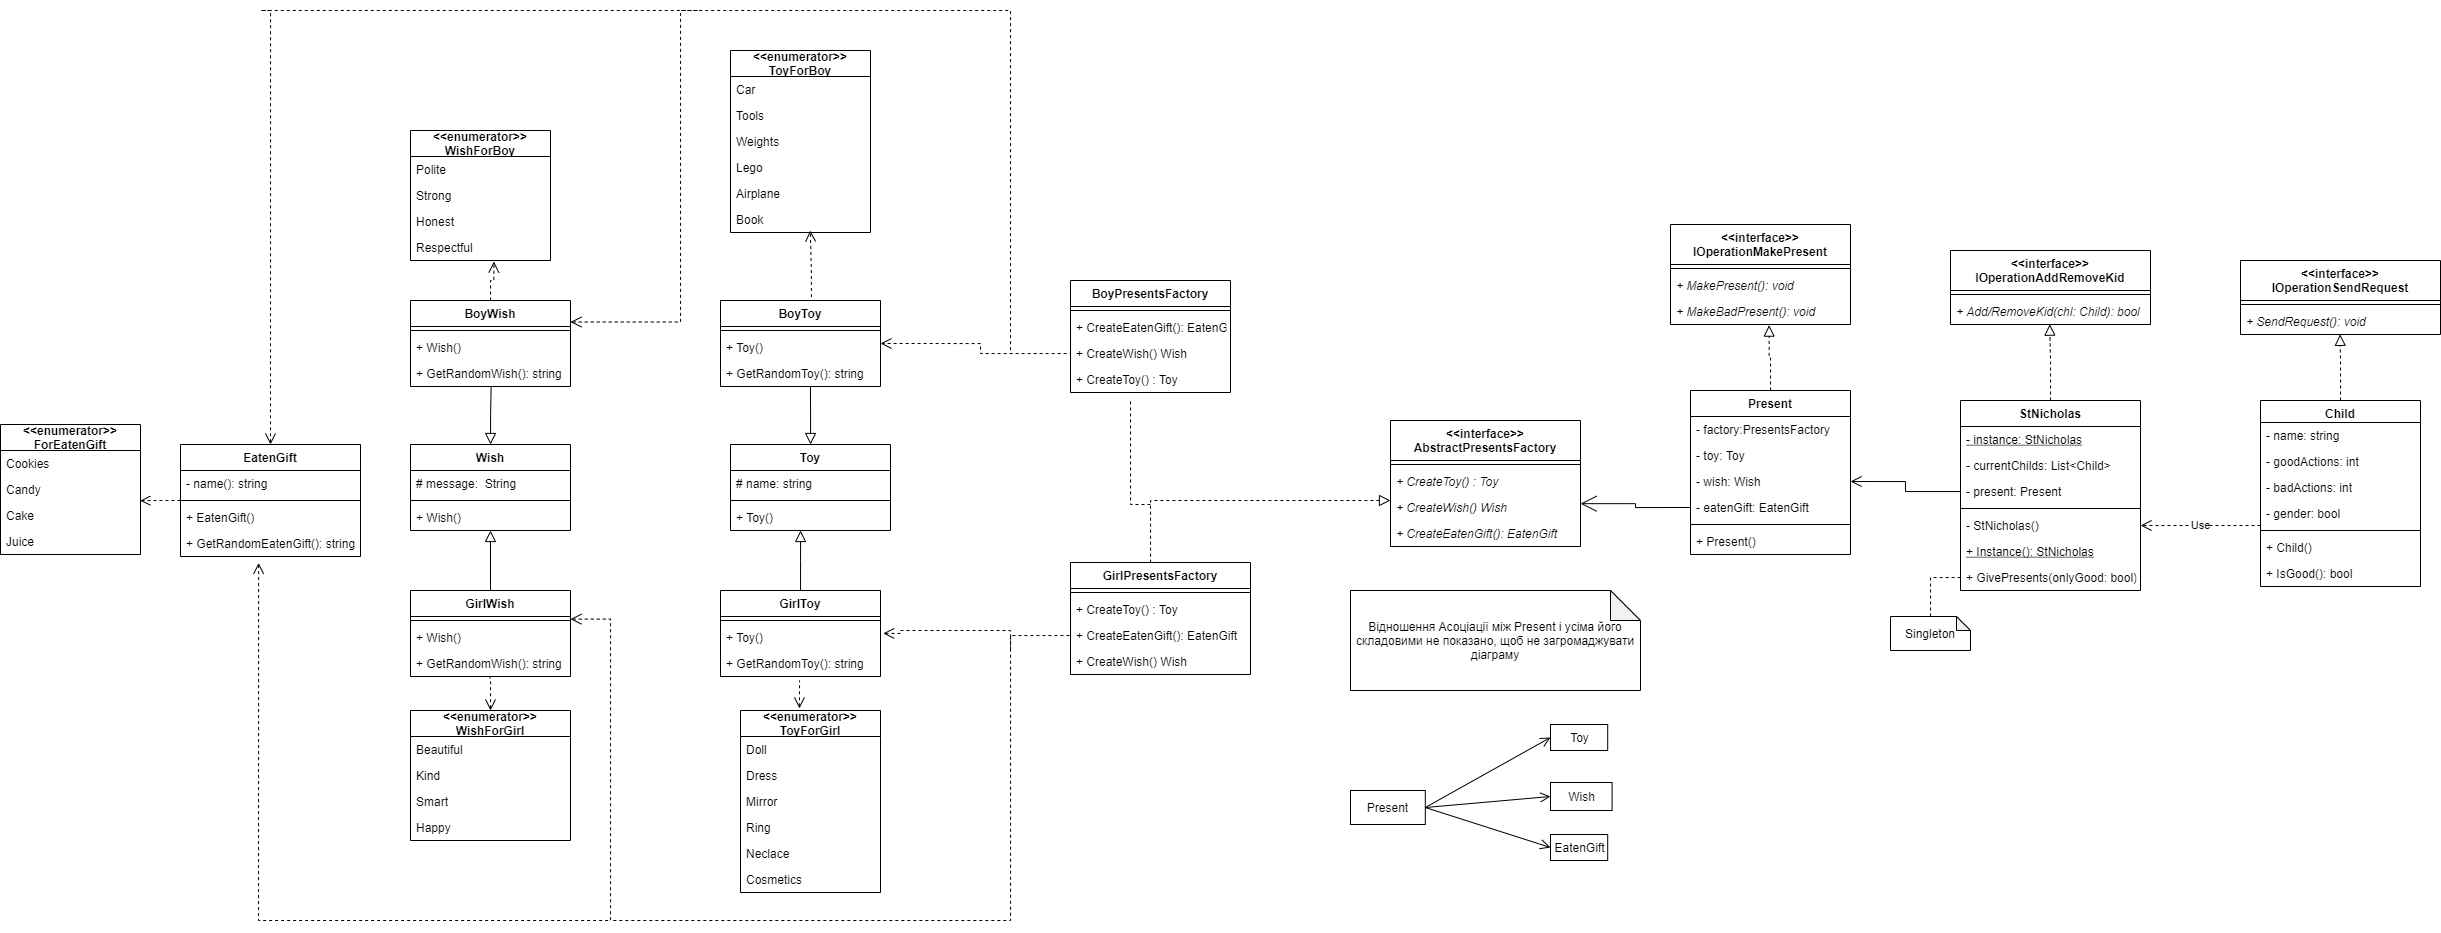 <<enumerator>>
ToyForBoy
Car
Tools
Weights
Lego
Airplane
Book
<<enumerator>>
WishForBoy
Polite
Strong
Honest
Respectful
BoyWish
+ Wish()
+ GetRandomWish(): string
BoyToy
+ Toy()
+ GetRandomToy(): string
BoyPresentsFactory
+ CreateEatenGift(): EatenG
+ CreateWish() Wish
+ CreateToy() : Toy
<<interface>>
IOperationMakePresent
+ MakePresent(): void
+ MakeBadPresent(): void
<<interface>>
IOperationAddRemoveKid
+ Add/RemoveKid(chl: Child): bool
<<interface>>
IOperationSendRequest
+ SendRequest(): void
<<enumerator>>
ForEatenGift
Cookies
Candy
Cake
Juice
EatenGift
- name(): string
+ EatenGift()
+ GetRandomEatenGift(): string
Wish
# message:  String
+ Wish()
Toy
# name: string
+ Toy()
<<interface>>
AbstractPresentsFactory
+ CreateToy() : Toy
+ CreateWish() Wish
+ CreateEatenGift(): EatenGift
Present
- factory:PresentsFactory
- toy: Toy
- wish: Wish
- eatenGift: EatenGift
+ Present()
StNicholas
- instance: StNicholas
- currentChilds: List<Child>
- present: Present
- StNicholas()
+ Instance(): StNicholas
+ GivePresents(onlyGood: bool)
Use
Child
- name: string
- goodActions: int
- badActions: int
- gender: bool
+ Child()
+ IsGood(): bool
Singleton
GirlWish
+ Wish()
+ GetRandomWish(): string
GirlToy
+ Toy()
+ GetRandomToy(): string
GirlPresentsFactory
+ CreateToy() : Toy
+ CreateEatenGift(): EatenGift
+ CreateWish() Wish
Відношення Асоціації між Present і усіма його
складовими не показано, щоб не загромаджувати
діаграму
<<enumerator>>
WishForGirl
Beautiful
Kind
Smart
Happy
<<enumerator>>
ToyForGirl
Doll
Dress
Mirror
Ring
Neclace
Cosmetics
Present
Toy
Wish
EatenGift